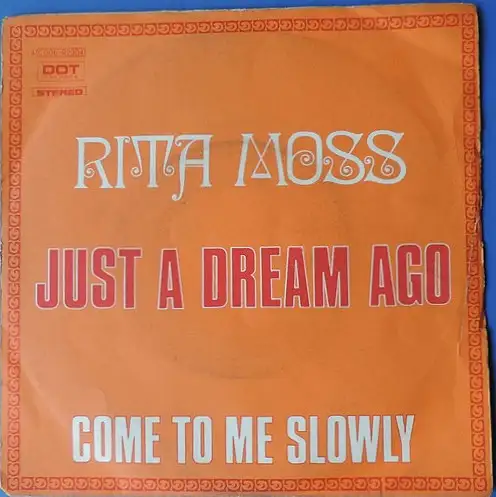 DOT
STEREO
RITA MOSS
JUST A DREAM AGO
COME TO ME SLOWLY